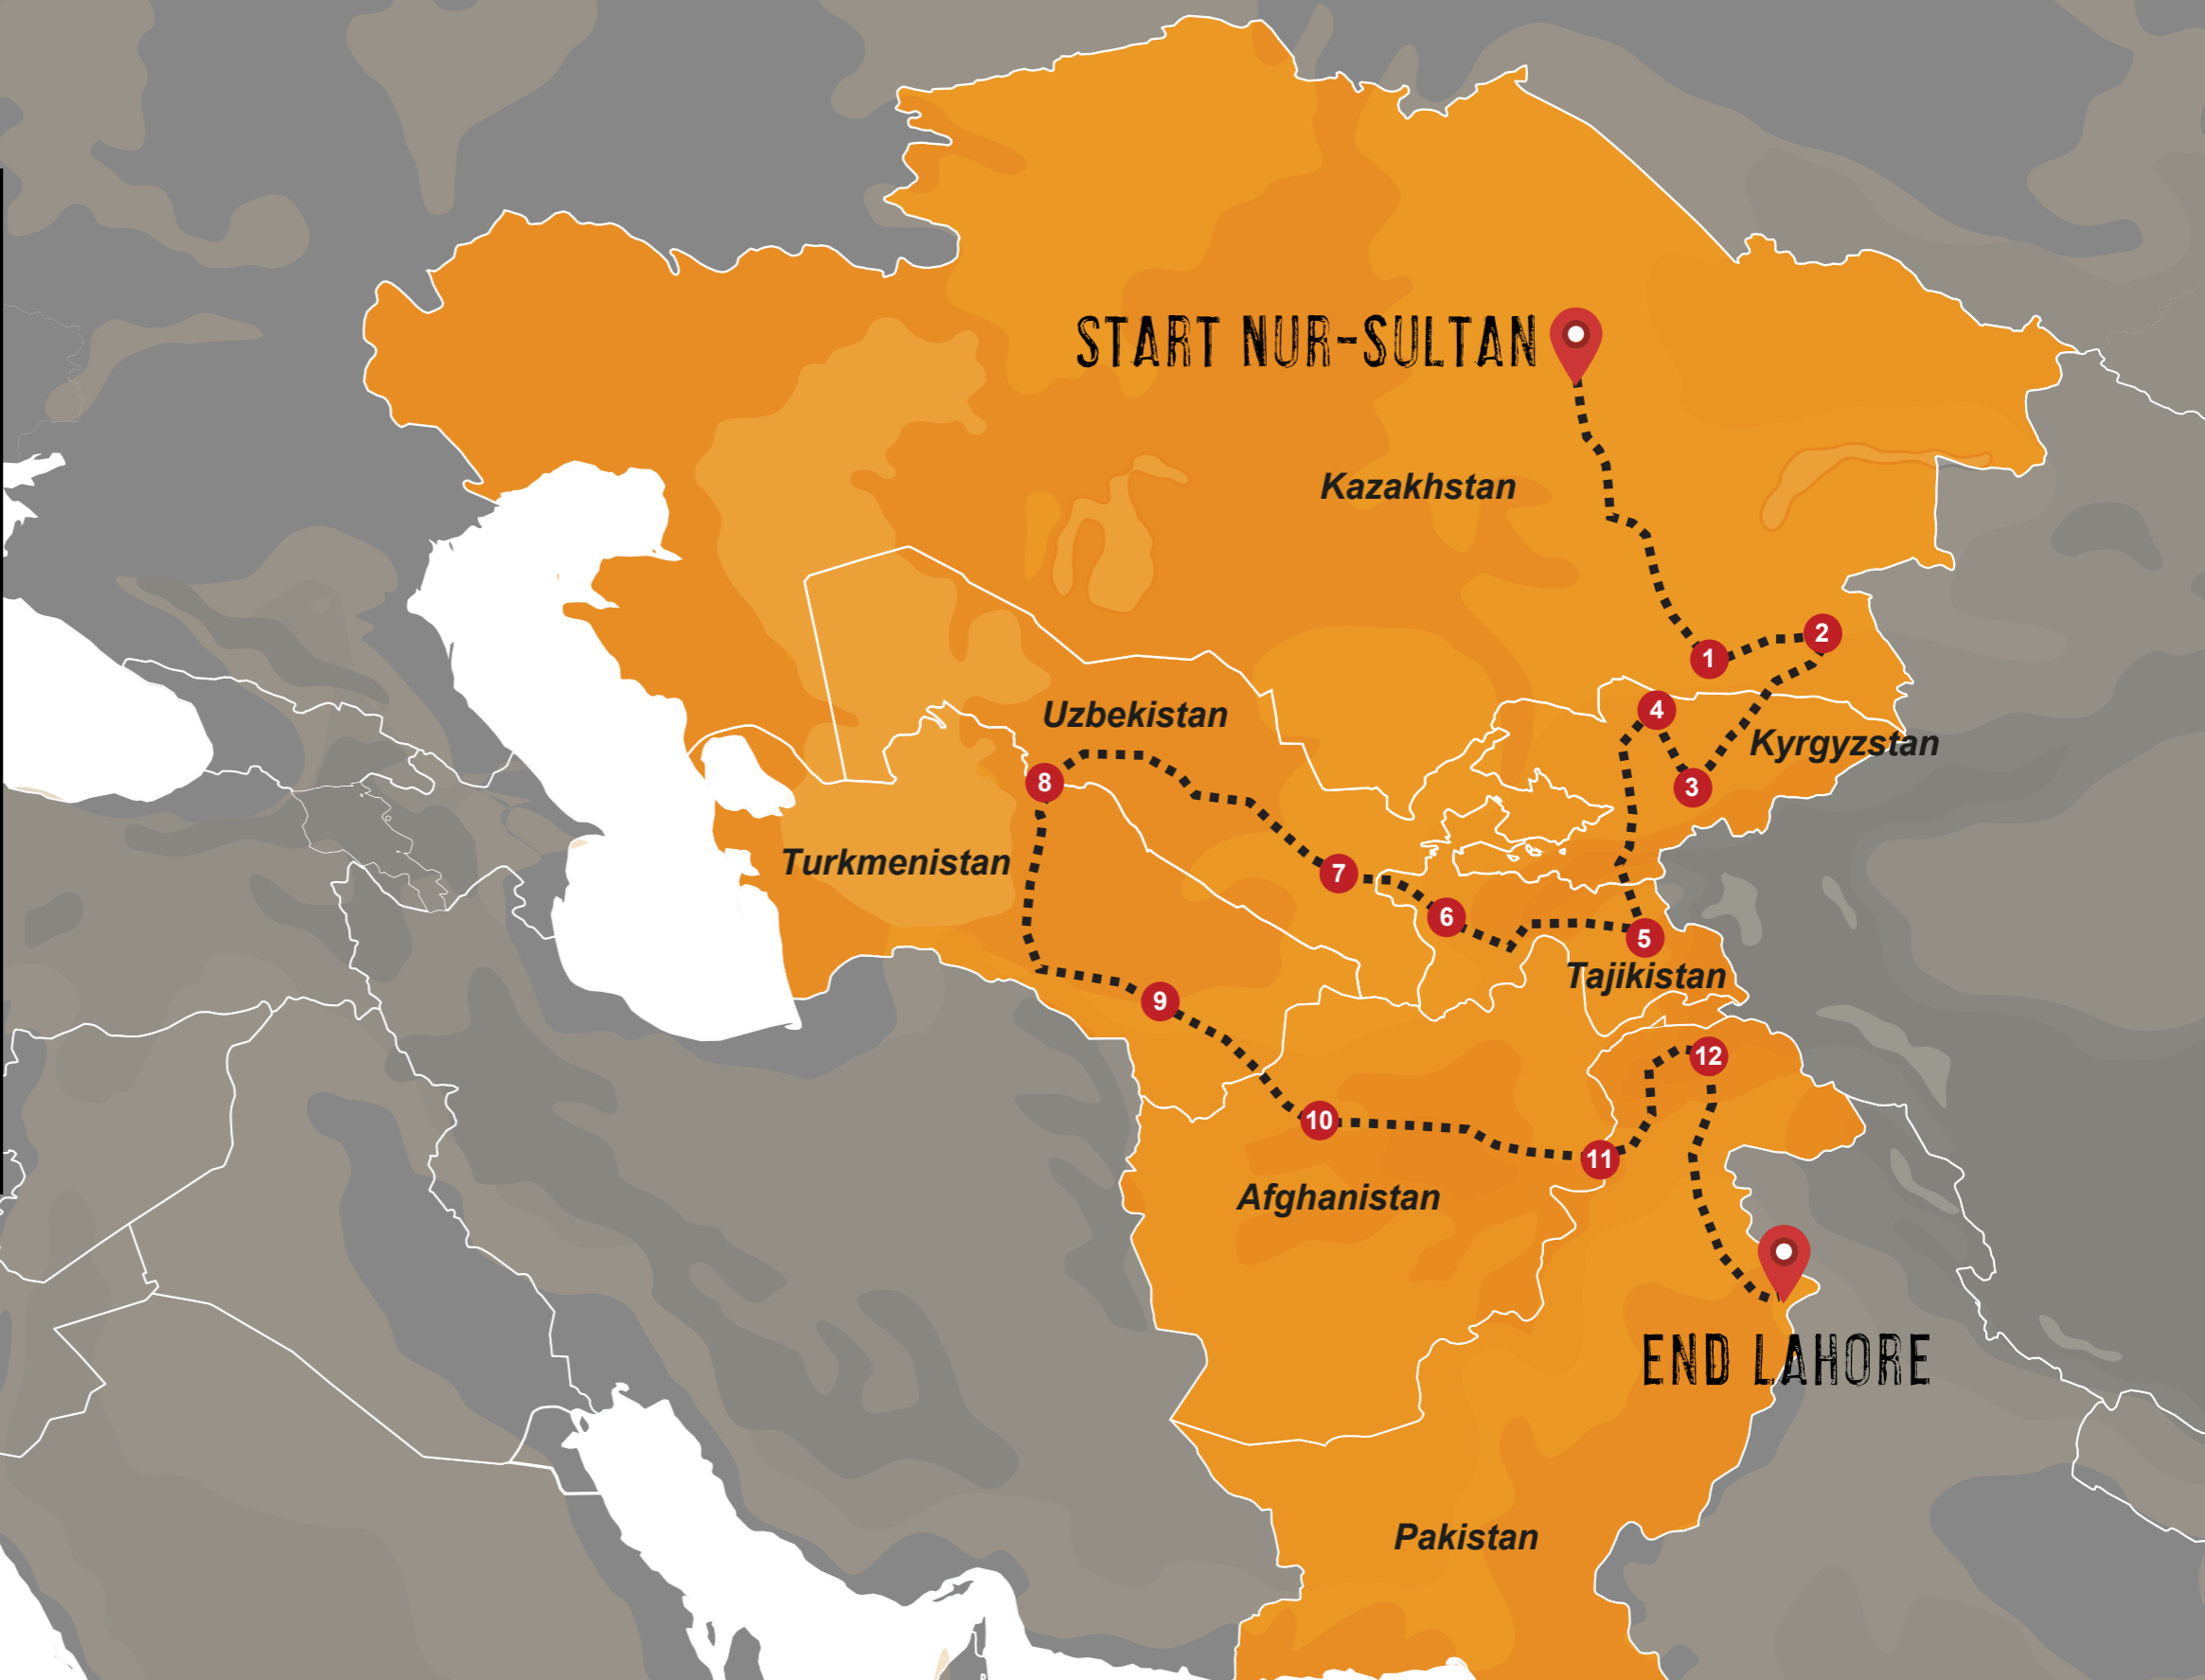 START NUR-SULTAN
Kazakhstan
2
1
4
Uzbekistan
Kyrgyzstan
8
3
Turkmenistan
7
6
5
Tajikistan
9
12
10
11
Afghanistan
END LAHORE
Pakistan